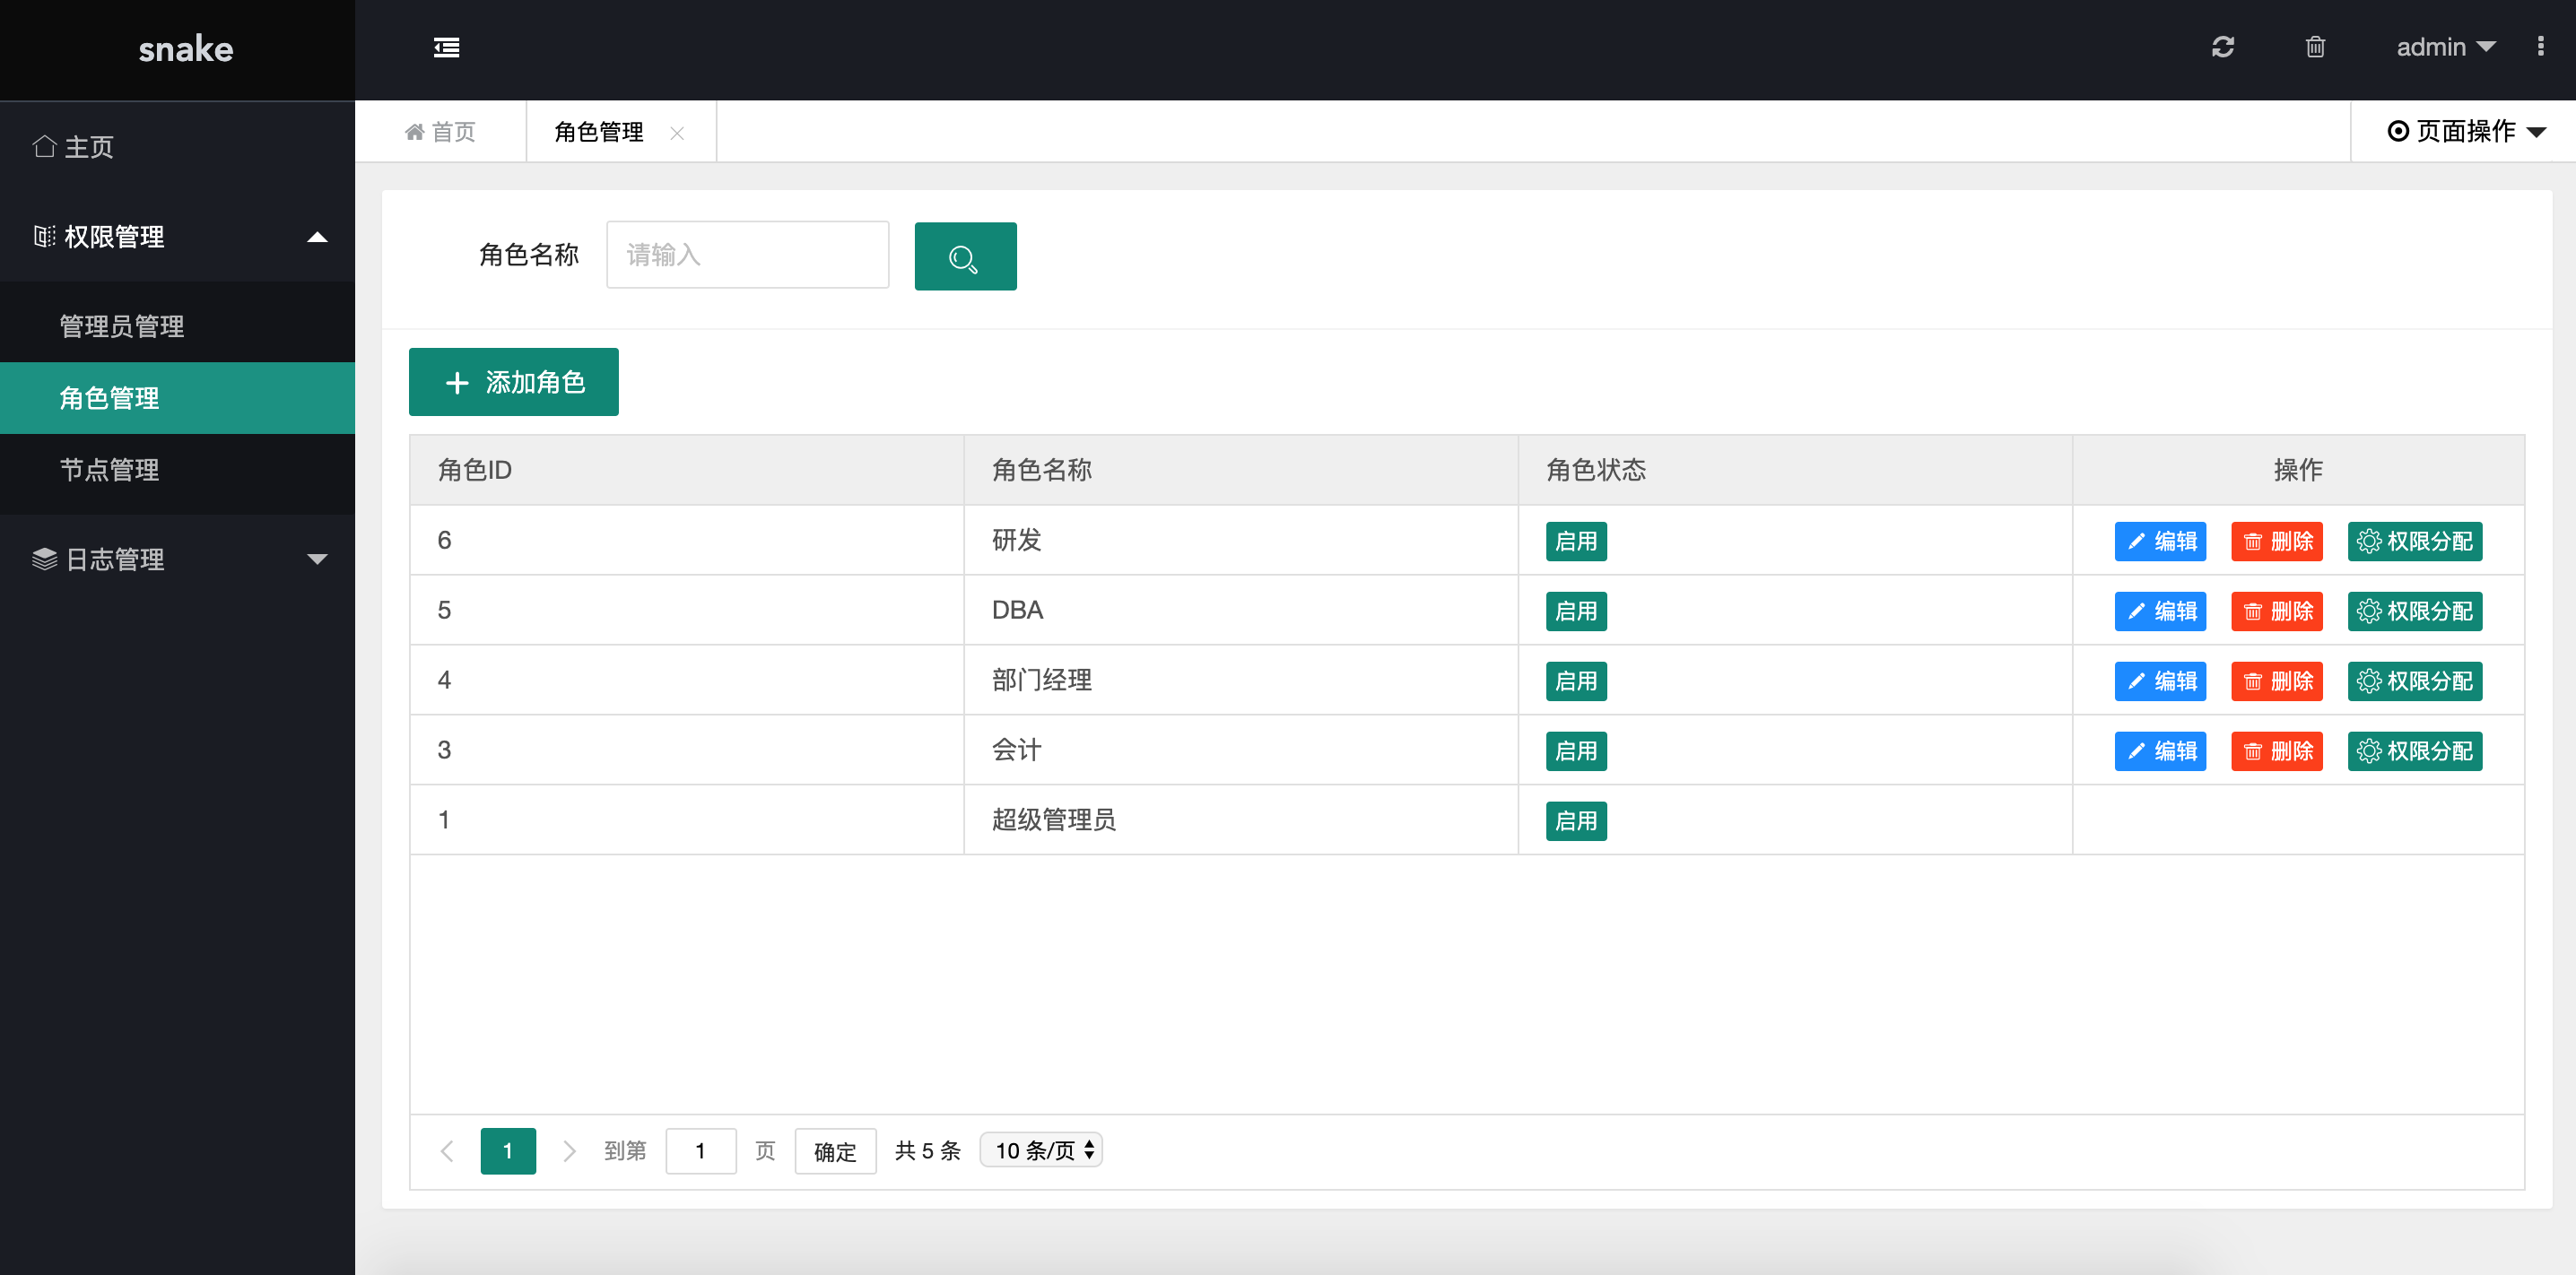 snake
admin
主页
权限管理
管理员管理
角色管理
节点管理
日志管理
首页
角色管理
页面操作
角色名称 请输入
添加角色
角色ID 角色名称 角色状态 操作
6 研发 启用 编辑 删除 权限分配
5 DBA 启用 编辑 删除 权限分配
4 部门经理 启用 编辑 删除 权限分配
3 会计 启用 编辑 删除 权限分配
1 超级管理员 启用
1 到第 1 页 确定 共 5 条 10 条/页